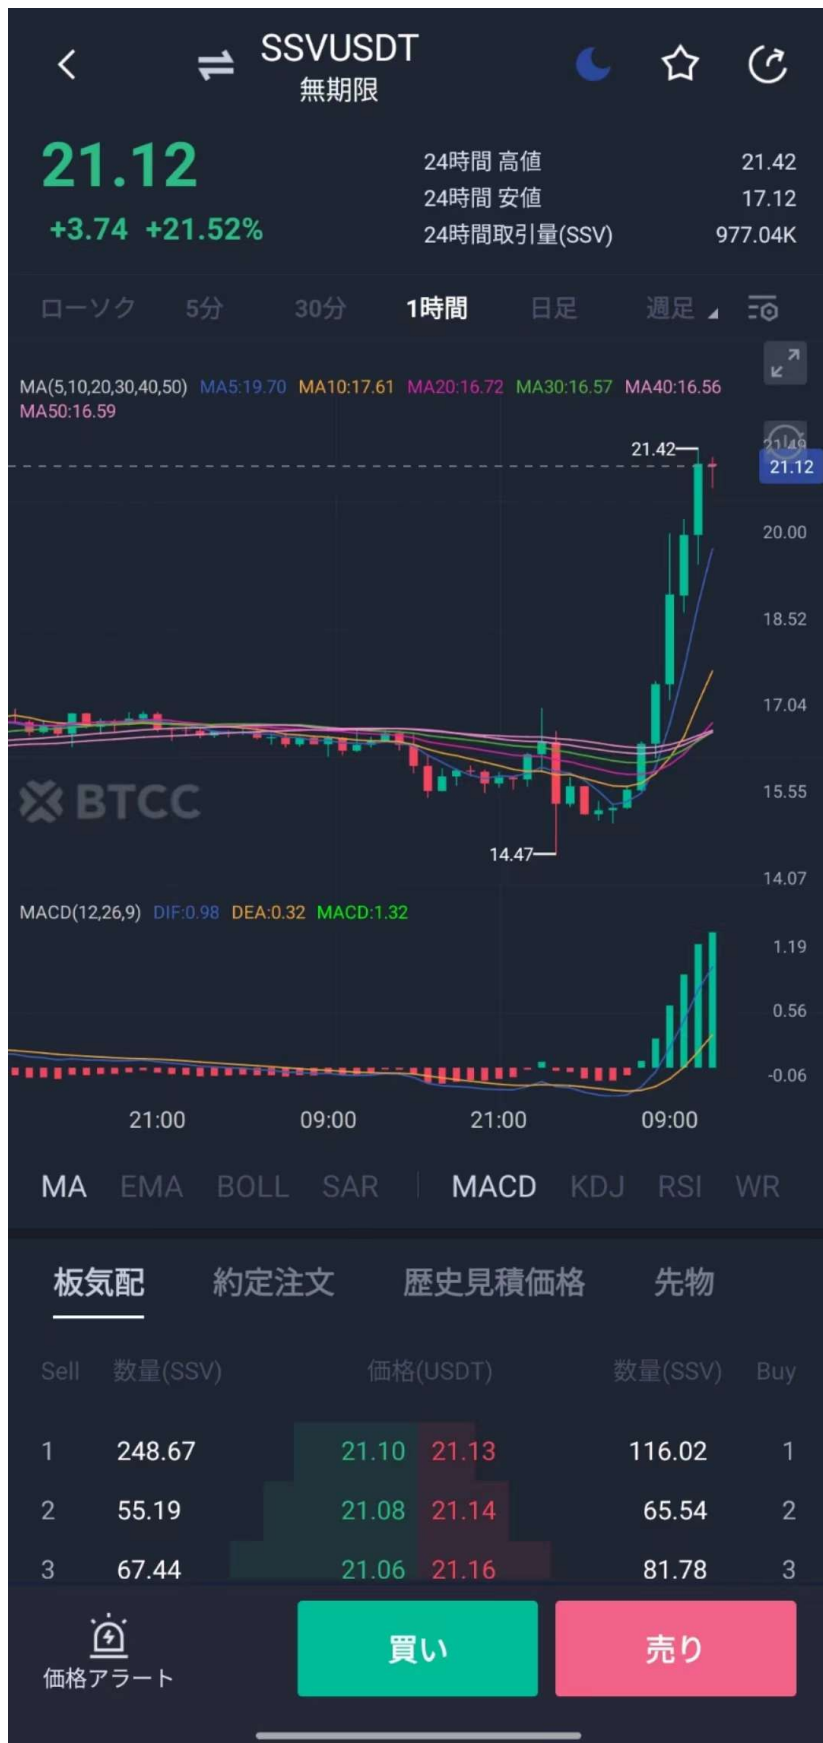 SSVUSDT
無期限
21.12
+3.74 +21.52%
24時間 高値 21.42
24時間 安値 17.12
24時間取引量(SSV) 977.04K
ローソク 5分 30分 1時間 日足 週足
MA(5,10,20,30,40,50) MA5:19.70 MA10:17.61 MA20:16.72 MA30:16.57 MA40:16.56
MA50:16.59
21.42
21.49
21.12
20.00
18.52
17.04
BTCC
15.55
14.47
14.07
MACD(12,26,9) DIF:0.98 DEA:0.32 MACD:1.32
1.19
0.56
-0.06
21:00 09:00 21:00 09:00
MA EMA BOLL SAR MACD KDJ RSI WR
板気配 約定注文 歴史見積価格 先物
Sell 数量(SSV) 価格(USDT) 数量(SSV) Buy
1 248.67 21.10 21.13 116.02 1
2 55.19 21.08 21.14 65.54 2
3 67.44 21.06 21.16 81.78 3
価格アラート 買い 売り